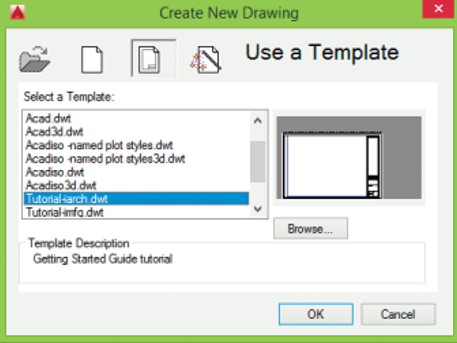 Create New Drawing
Use a Template
Select a Template:
Acad.dwt
Acad3d.dwt
Acadiso -named plot styles.dwt
Acadiso -named plot styles3d.dwt
Acadiso.dwt
Acadiso3d.dwt
Tutorial-iarch.dwt
Tutorial-imfg.dwt
Browse...
Template Description
Getting Started Guide tutorial
OK
Cancel